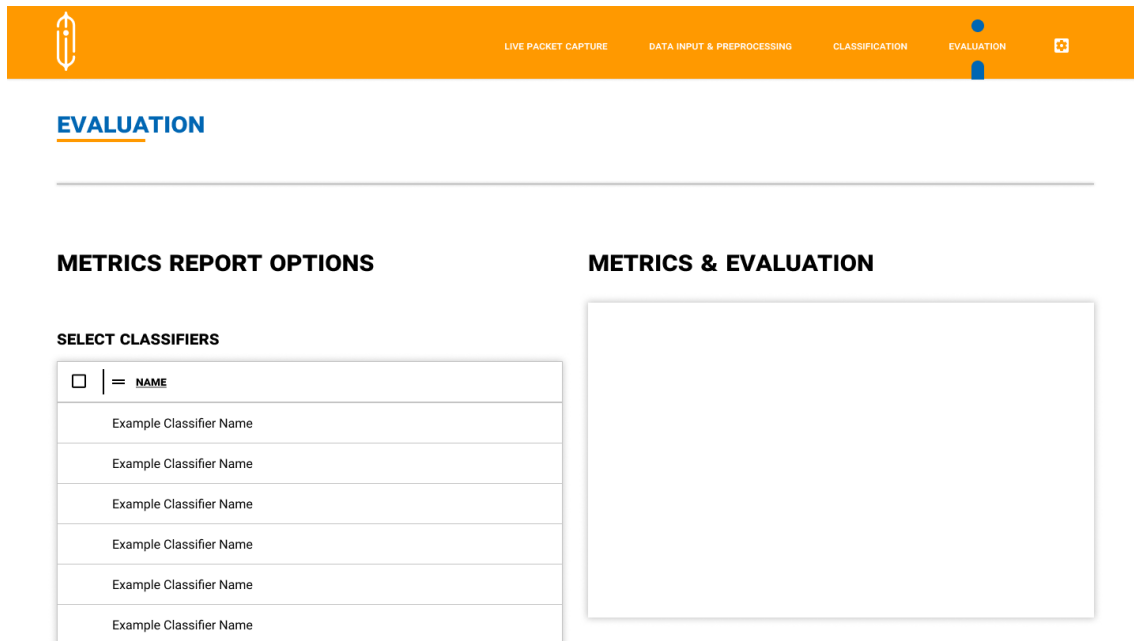 LIVE PACKET CAPTURE DATA INPUT & PREPROCESSING CLASSIFICATION EVALUATION
EVALUATION
METRICS REPORT OPTIONS
METRICS & EVALUATION
SELECT CLASSIFIERS
NAME
Example Classifier Name
Example Classifier Name
Example Classifier Name
Example Classifier Name
Example Classifier Name
Example Classifier Name